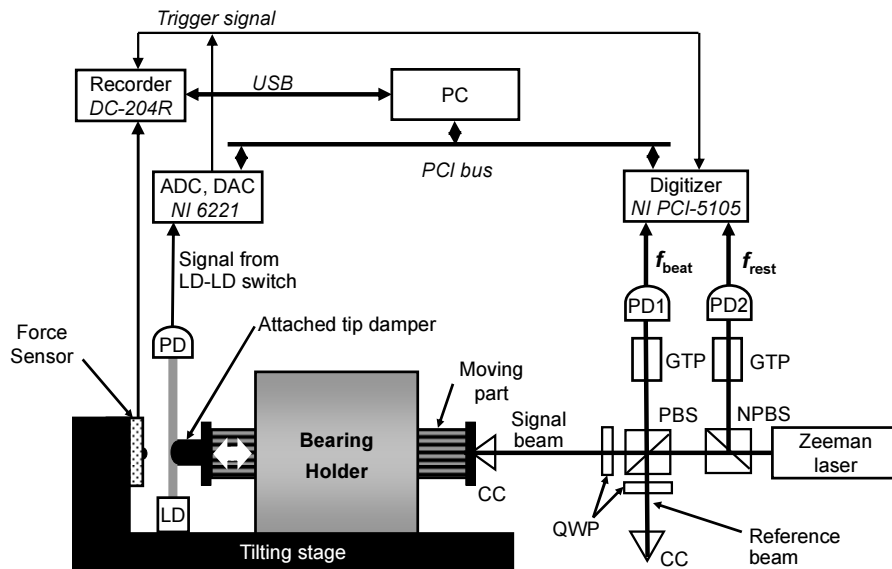 Trigger signal
Recorder
DC-204R
USB
PC
PCI bus
ADC, DAC
NI 6221
Digitizer
NI PCI-5105
Signal from
LD-LD switch
f beat
f rest
PD1
PD2
Force
Sensor
PD
Attached tip damper
GTP
GTP
Moving
part
Signal
beam
PBS
NPBS
Bearing
Holder
Zeeman
laser
CC
LD
QWP
Reference
beam
CC
Tilting stage